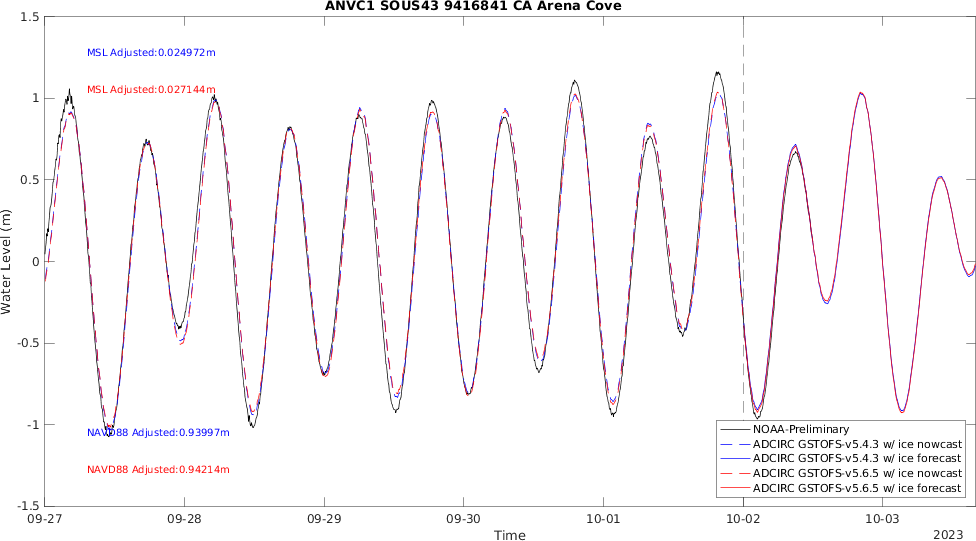 ANVC1 SOUS43 9416841 CA Arena Cove
1.5
1
0.5
0
-0.5
-1
-1.5
Water Level (m)
MSL Adjusted:0.024972m
MSL Adjusted:0.027144m
NAVD88 Adjusted:0.93997m
NAVD88 Adjusted:0.94214m
NOAA-Preliminary
ADCIRC GSTOFS-v5.4.3 w/ ice nowcast
ADCIRC GSTOFS-v5.4.3 w/ ice forecast
ADCIRC GSTOFS-v5.6.5 w/ ice nowcast
ADCIRC GSTOFS-v5.6.5 w/ ice forecast
09-27 09-28 09-29 09-30 10-01 10-02 10-03
Time
2023